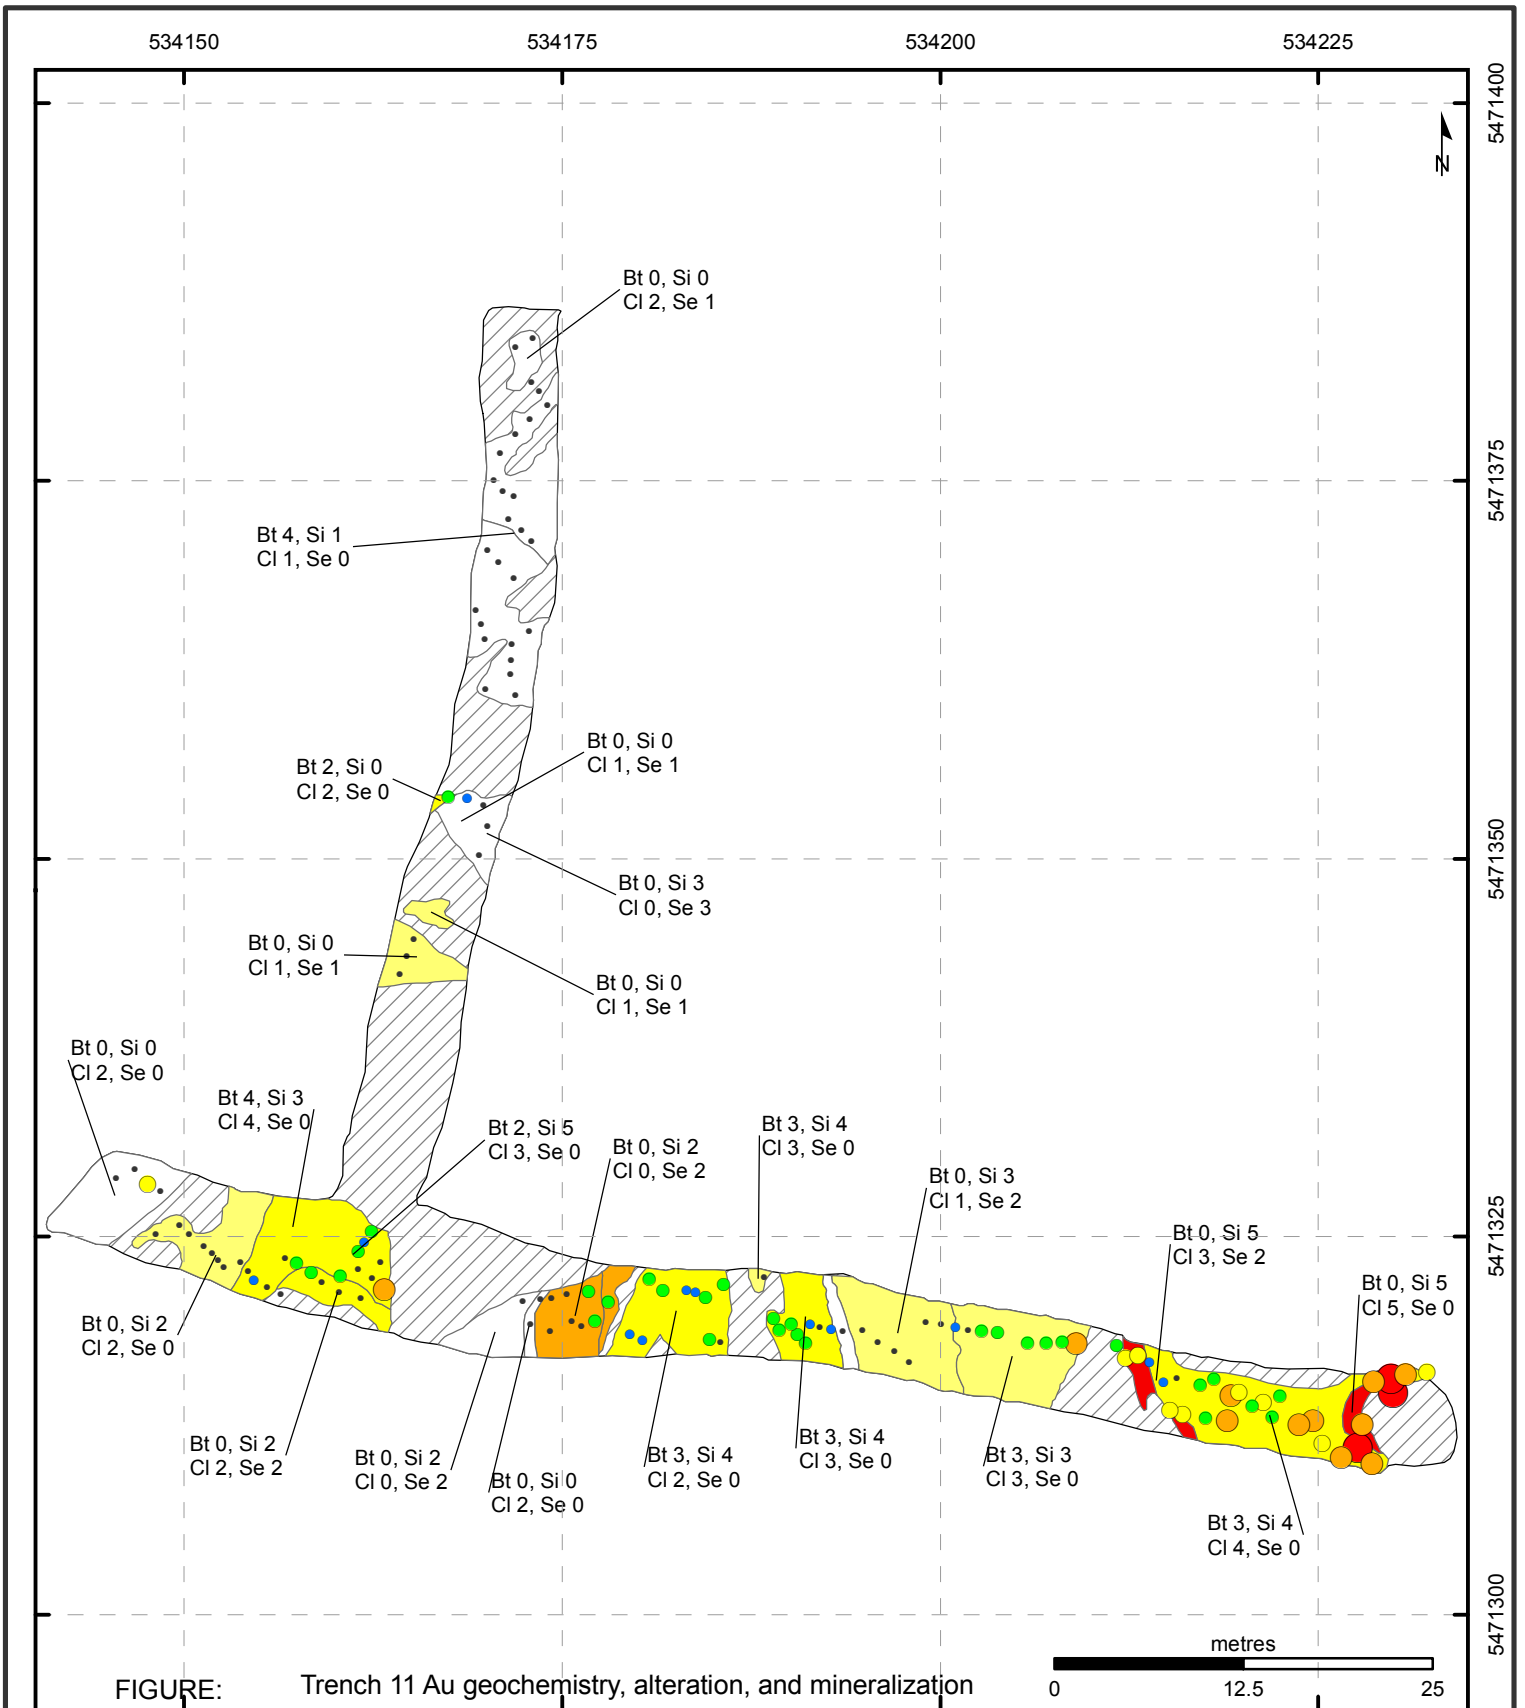 534150
534175
534200
534225
5471400
N
Bt 0, Si 0
Cl 2, Se 1
5471375
Bt 4, Si 1
Cl 1, Se 0
Bt 0, Si 0
Cl 1, Se 1
Bt 2, Si 0
Cl 2, Se 0
5471350
Bt 0, Si 3
Cl 0, Se 3
Bt 0, Si 0
Cl 1, Se 1
Bt 0, Si 0
Cl 1, Se 1
Bt 0, Si 0
Cl 2, Se 0
Bt 4, Si 3
Cl 4, Se 0
Bt 2, Si 5
Cl 3, Se 0
Bt 0, Si 2
Cl 0, Se 2
Bt 3, Si 4
Cl 3, Se 0
Bt 0, Si 3
Cl 1, Se 2
Bt 0, Si 5
Cl 3, Se 2
5471325
Bt 0, Si 5
Cl 5, Se 0
Bt 0, Si 2
Cl 2, Se 0
Bt 0, Si 2
Cl 2, Se 2
Bt 0, Si 2
Cl 0, Se 2
Bt 0, Si 0
Cl 2, Se 0
Bt 3, Si 4
Cl 2, Se 0
Bt 3, Si 4
Cl 3, Se 0
Bt 3, Si 3
Cl 3, Se 0
Bt 3, Si 4
Cl 4, Se 0
5471300
metres
0 12.5 25
FIGURE: Trench 11 Au geochemistry, alteration, and mineralization